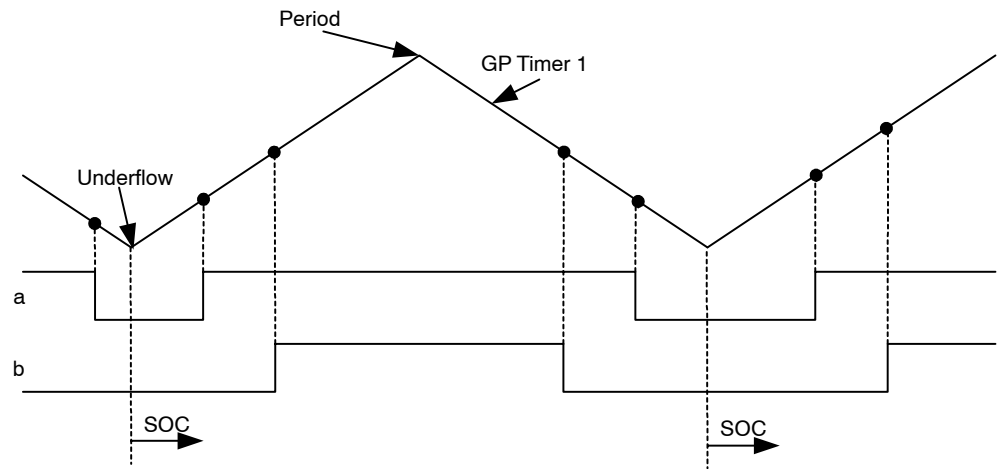 Period
GP Timer 1
Underflow
a
b
SOC
SOC